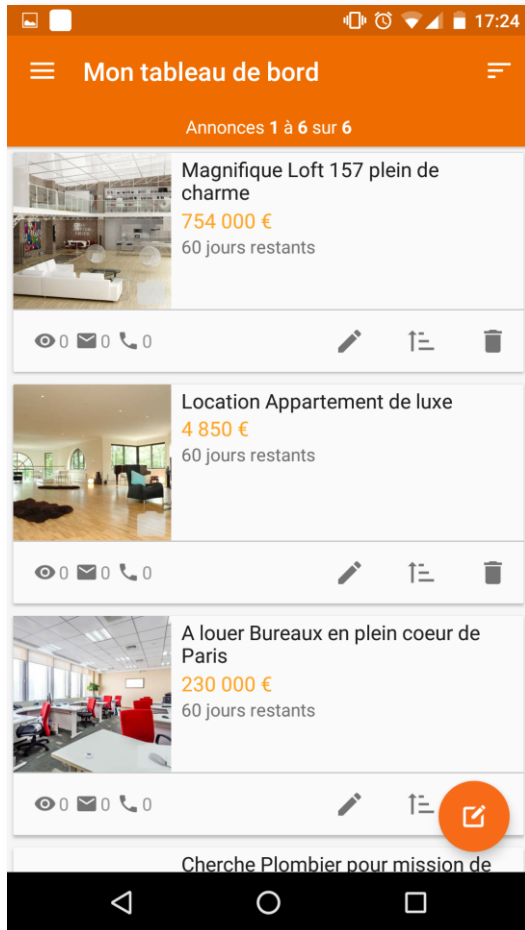 17:24
Mon tableau de bord
Annonces 1 à 6 sur 6
Magnifique Loft 157 plein de
charme
754 000 €
60 jours restants
0 0 0
Location Appartement de luxe
4 850 €
60 jours restants
0 0 0
A louer Bureaux en plein coeur de
Paris
230 000 €
60 jours restants
0 0 0
Cherche Plombier pour mission de